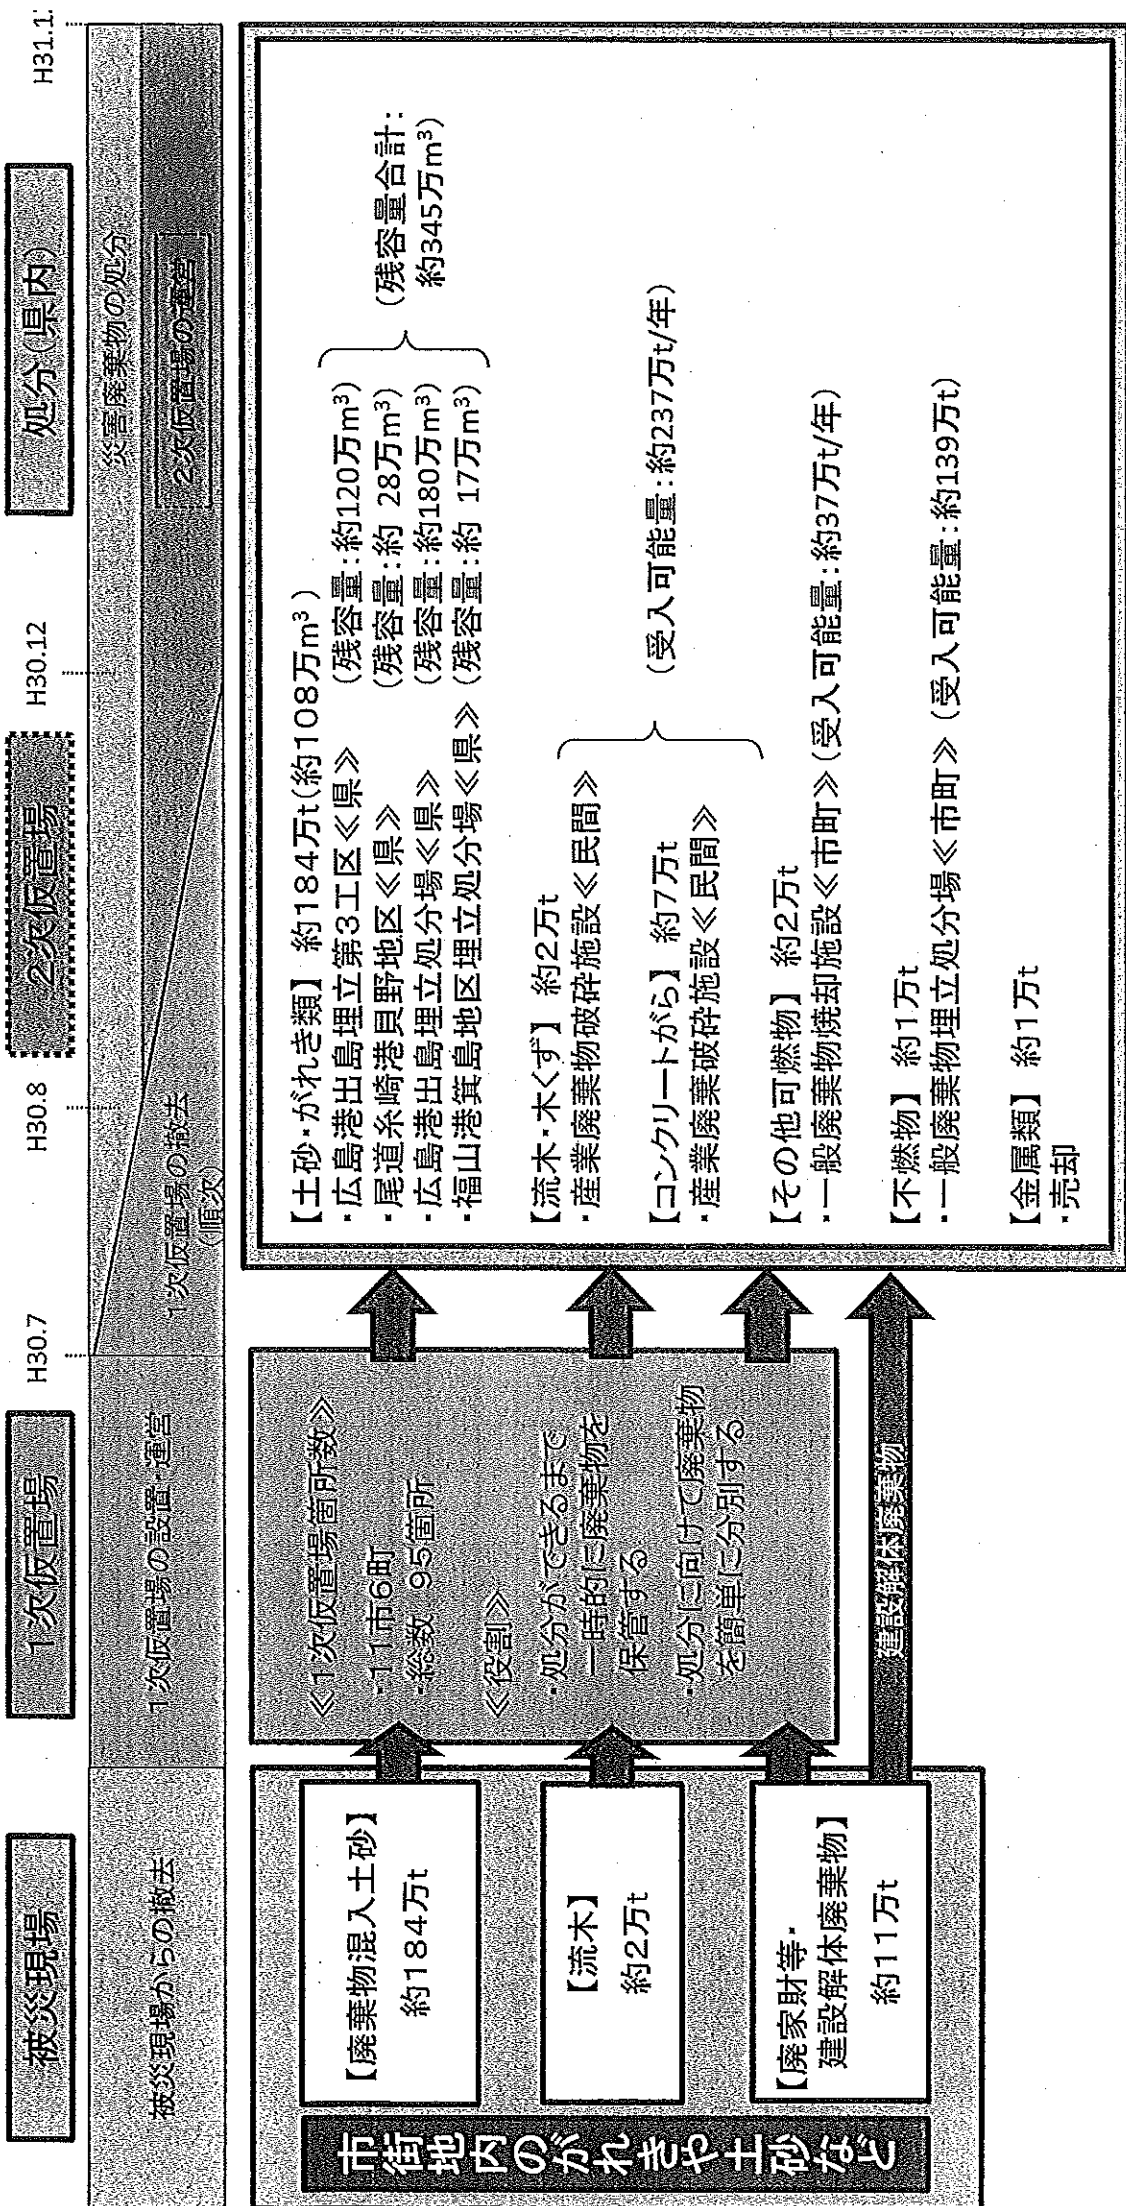 被災現場
1次仮置場
2次仮置場
処分(県内)
H30.7
H30.8
H30.12
H31.1
被災現場からの撤去
1次仮置場の設置・運営
1次仮置場の撤去
(順次)
災害廃棄物の処分
2次仮置場の運営
市街地内のがれきや土砂など
【廃棄物混入土砂】
約184万t
【流木】
約2万t
【廃家財等・
建設解体廃棄物】
約11万t
≪1次仮置場箇所数≫
・11市6町
・総数 95箇所
≪役割≫
・処分ができるまで
一時的に廃棄物を
保管する
・処分に向けて廃棄物
を簡単に分別する
建設解体廃棄物
【土砂・がれき類】 約184万t(約108万m³)
・広島港出島埋立第3工区≪県≫ (残容量:約120万m³)
・尾道糸崎港貝野地区≪県≫ (残容量:約 28万m³)
・広島港出島埋立処分場≪県≫ (残容量:約180万m³)
・福山港箕島地区埋立処分場≪県≫ (残容量:約 17万m³)
(残容量合計:
約345万m³)
【流木・木くず】 約2万t
・産業廃棄物破砕施設≪民間≫
【コンクリートがら】 約7万t
・産業廃棄破砕施設≪民間≫
(受入可能量:約237万t/年)
【その他可燃物】 約2万t
・一般廃棄物焼却施設≪市町≫ (受入可能量:約37万t/年)
【不燃物】 約1万t
・一般廃棄物埋立処分場≪市町≫ (受入可能量:約139万t)
【金属類】 約1万t
・売却